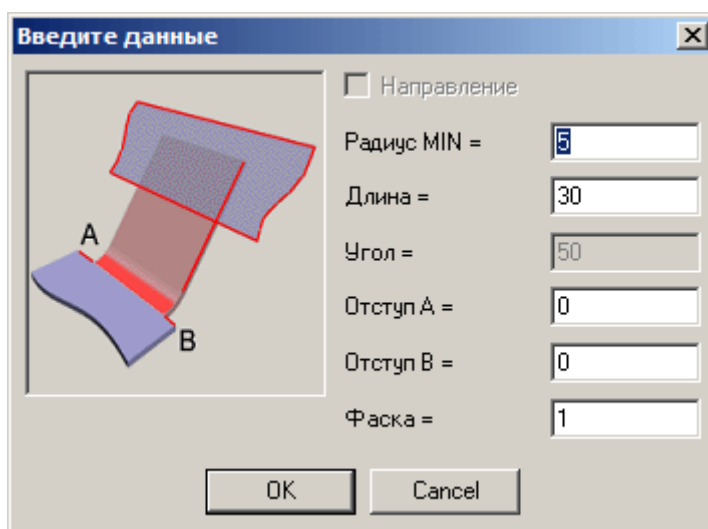 Введите данные
A
B
Направление
Радиус MIN =
5
Длина =
30
Угол =
50
Отступ A =
0
Отступ B =
0
Фаска =
1
OK
Cancel